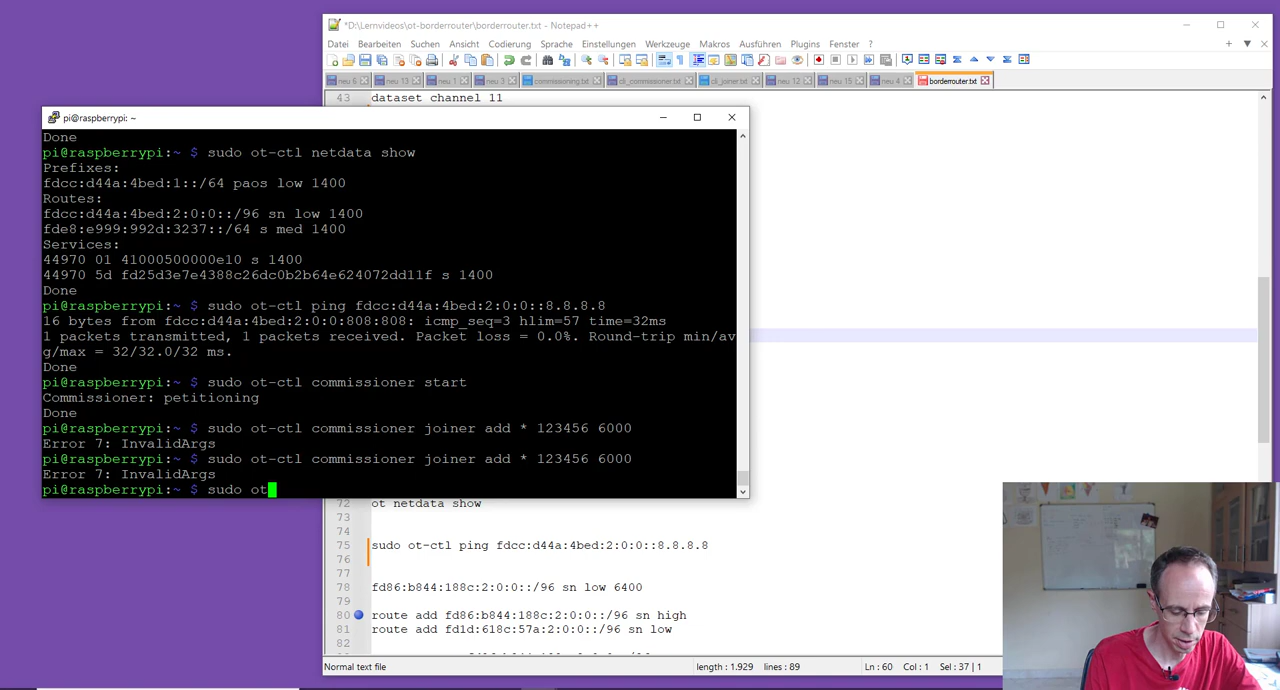 *D:\Lernvideos\ot-borderrouter\borderrouter.txt - Notepad++
Datei Bearbeiten Suchen Ansicht Codierung Sprache Einstellungen Werkzeuge Makros Ausführen Plugins Fenster ?
neu 6 neu 13 neu 1 neu 3 commissioning.txt cli_commissioner.txt cli_joiner.txt neu 12 neu 15 neu 4 borderrouter.txt
43 dataset channel 11
pi@raspberrypi: ~
Done
pi@raspberrypi:~ $ sudo ot-ctl netdata show
Prefixes:
fdcc:d44a:4bed:1::/64 paos low 1400
Routes:
fdcc:d44a:4bed:2:0:0::/96 sn low 1400
fde8:e999:992d:3237::/64 s med 1400
Services:
44970 01 41000500000e10 s 1400
44970 5d fd25d3e7e4388c26dc0b2b64e624072dd11f s 1400
Done
pi@raspberrypi:~ $ sudo ot-ctl ping fdcc:d44a:4bed:2:0:0::8.8.8.8
16 bytes from fdcc:d44a:4bed:2:0:0:808:808: icmp_seq=3 hlim=57 time=32ms
1 packets transmitted, 1 packets received. Packet loss = 0.0%. Round-trip min/av
g/max = 32/32.0/32 ms.
Done
pi@raspberrypi:~ $ sudo ot-ctl commissioner start
Commissioner: petitioning
Done
pi@raspberrypi:~ $ sudo ot-ctl commissioner joiner add * 123456 6000
Error 7: InvalidArgs
pi@raspberrypi:~ $ sudo ot-ctl commissioner joiner add * 123456 6000
Error 7: InvalidArgs
pi@raspberrypi:~ $ sudo ot
72 ot netdata show
73
74
75 sudo ot-ctl ping fdcc:d44a:4bed:2:0:0::8.8.8.8
76
77
78 fd86:b844:188c:2:0:0::/96 sn low 6400
79
80 route add fd86:b844:188c:2:0:0::/96 sn high
81 route add fd1d:618c:57a:2:0:0::/96 sn low
82
Normal text file length : 1.929 lines : 89 Ln : 60 Col : 1 Sel : 37 | 1